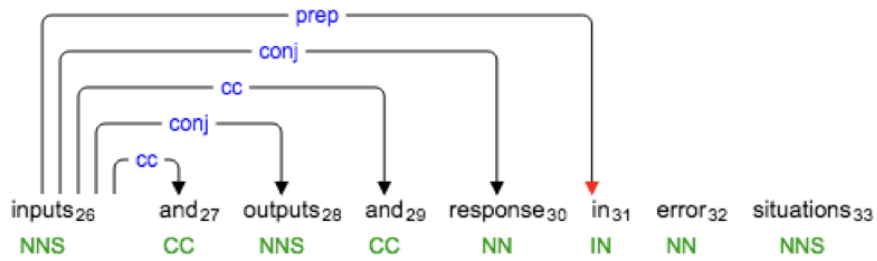 prep
conj
cc
conj
cc
inputs26 and27 outputs28 and29 response30 in31 error32 situations33
NNS CC NNS CC NN IN NN NNS